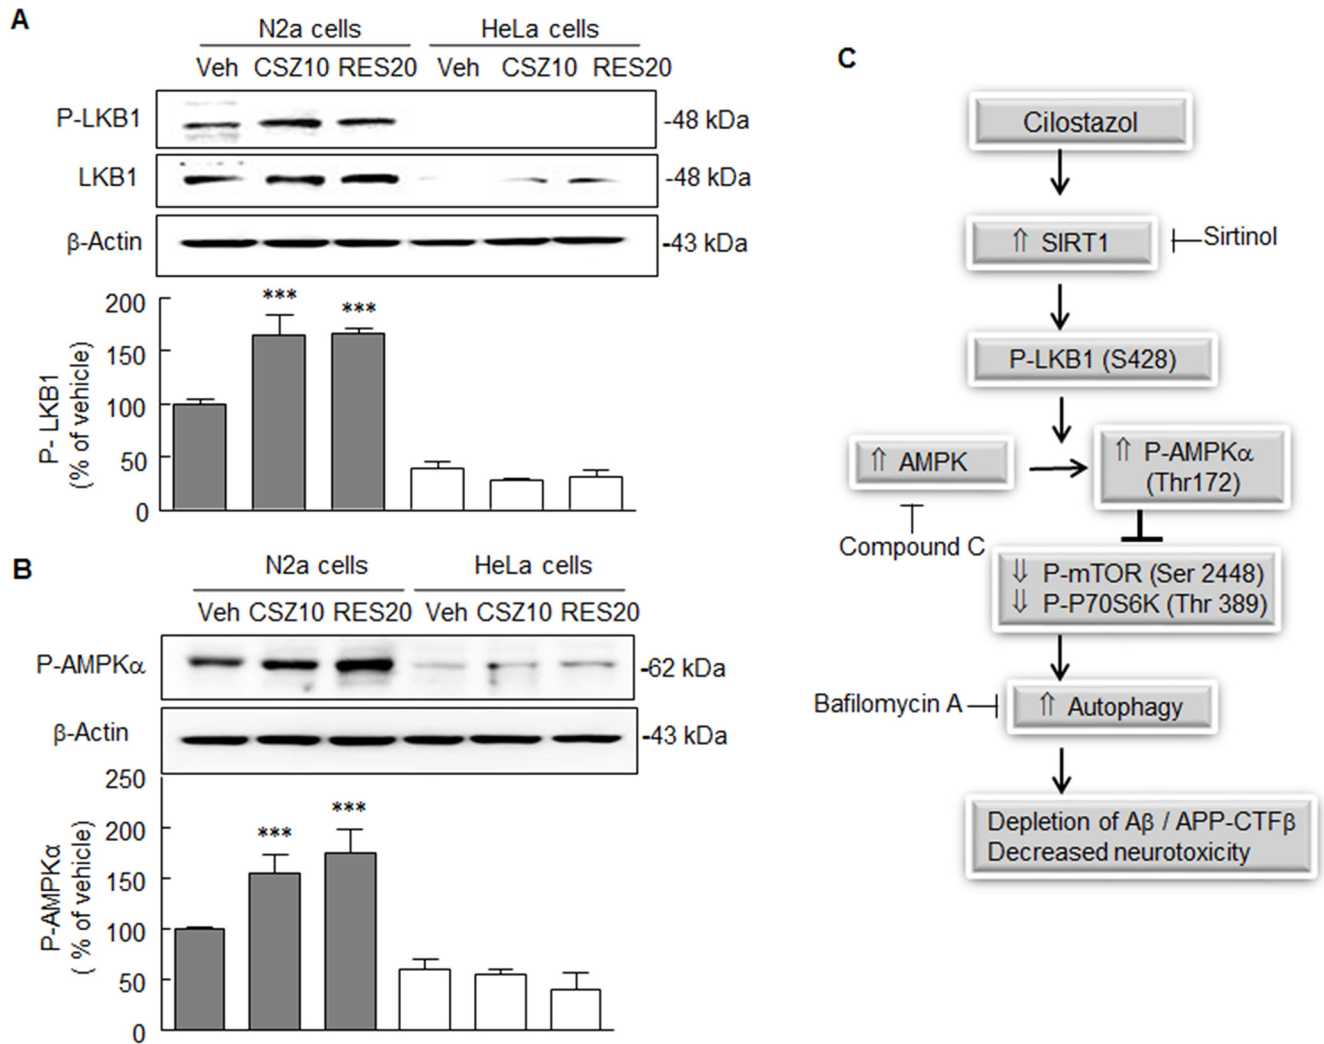 A
N2a cells HeLa cells
Veh CSZ10 RES20 Veh CSZ10 RES20
P-LKB1 -48 kDa
LKB1 -48 kDa
β-Actin -43 kDa
200
150
100
50
0
P- LKB1
(% of vehicle)
*** ***
B
N2a cells HeLa cells
Veh CSZ10 RES20 Veh CSZ10 RES20
P-AMPKα -62 kDa
β-Actin -43 kDa
250
200
150
100
50
0
P-AMPKα
( % of vehicle)
*** ***
C
Cilostazol
⇑ SIRT1 Sirtinol
P-LKB1 (S428)
⇑ AMPK
⇑ P-AMPKα
(Thr172)
Compound C
⇓ P-mTOR (Ser 2448)
⇓ P-P70S6K (Thr 389)
Bafilomycin A ⇑ Autophagy
Depletion of Aβ / APP-CTFβ
Decreased neurotoxicity